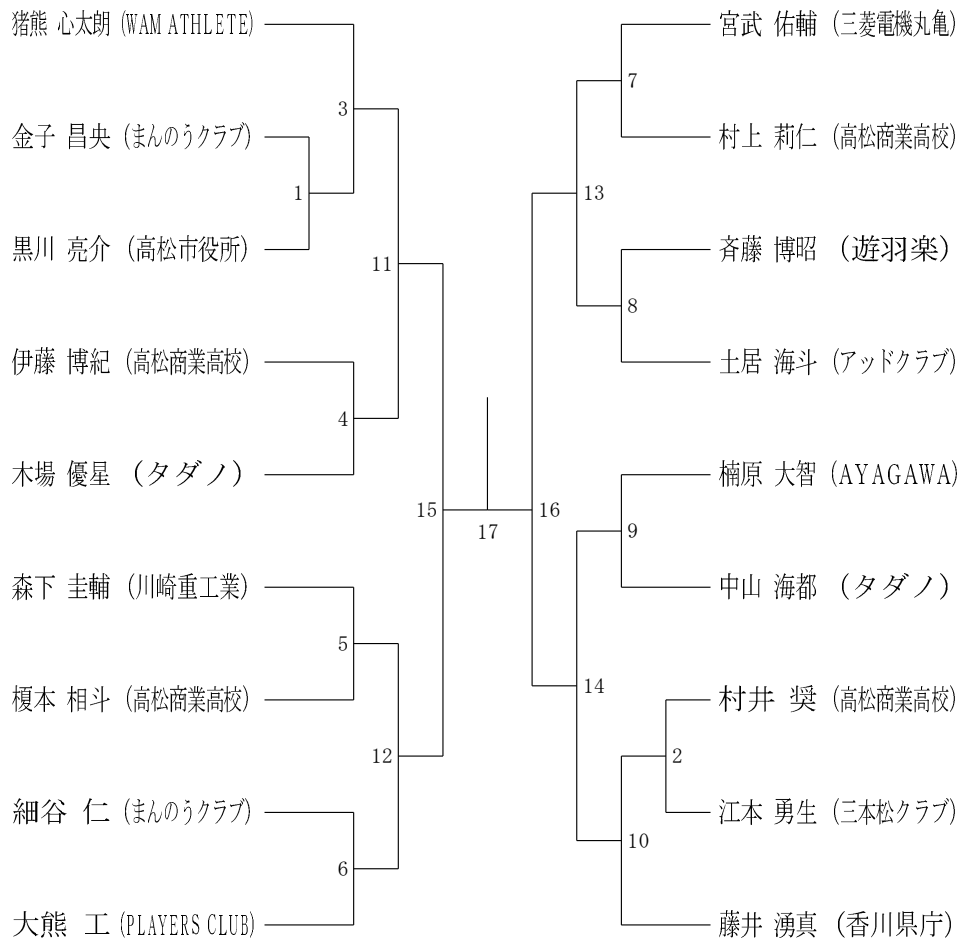 猪熊 心太朗 (WAM ATHLETE)
3
金子 昌央 (まんのうクラブ)
1
黒川 亮介 (高松市役所)
11
伊藤 博紀 (高松商業高校)
4
木場 優星 (タダノ)
15
森下 圭輔 (川崎重工業)
5
榎本 相斗 (高松商業高校)
12
細谷 仁 (まんのうクラブ)
6
大熊 工 (PLAYERS CLUB)
17
宮武 佑輔 (三菱電機丸亀)
7
村上 莉仁 (高松商業高校)
13
斉藤 博昭 (遊羽楽)
8
土居 海斗 (アッドクラブ)
16
楠原 大智 (AYAGAWA)
9
中山 海都 (タダノ)
14
村井 奨 (高松商業高校)
2
江本 勇生 (三本松クラブ)
10
藤井 湧真 (香川県庁)